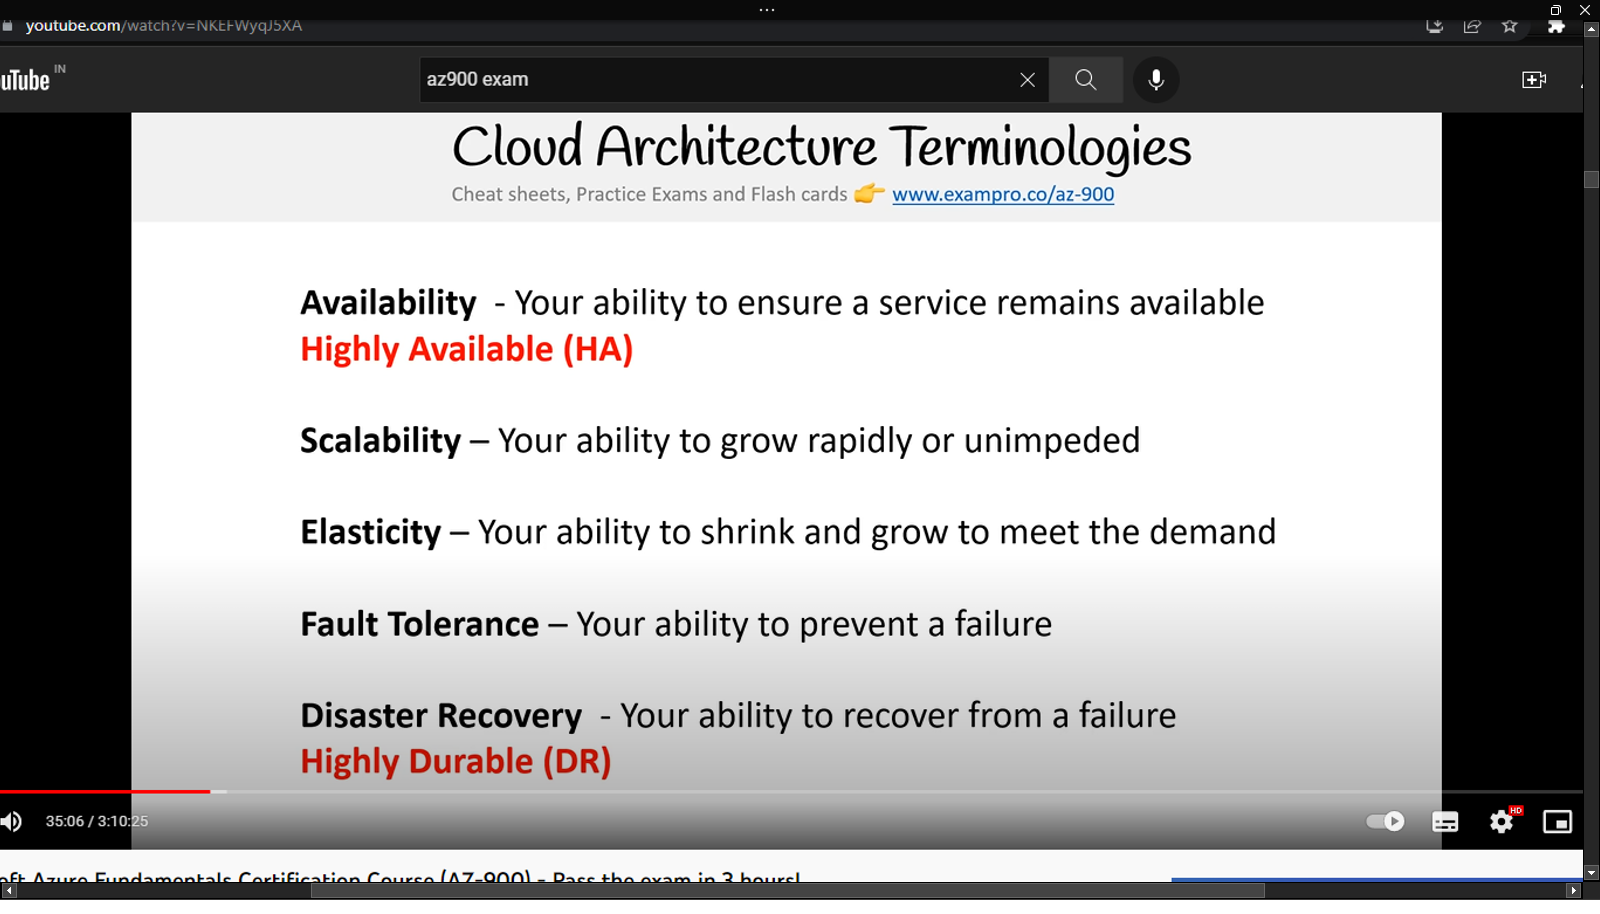 youtube.com/watch?v=NKEFWyqJ5XA
uTube IN
az900 exam
Cloud Architecture Terminologies
Cheat sheets, Practice Exams and Flash cards 👉 www.exampro.co/az-900
Availability - Your ability to ensure a service remains available
Highly Available (HA)
Scalability – Your ability to grow rapidly or unimpeded
Elasticity – Your ability to shrink and grow to meet the demand
Fault Tolerance – Your ability to prevent a failure
Disaster Recovery - Your ability to recover from a failure
Highly Durable (DR)
35:06 / 3:10:25
HD
oft Azure Fundamentals Certification Course (AZ-900) - Pass the exam in 3 hours!